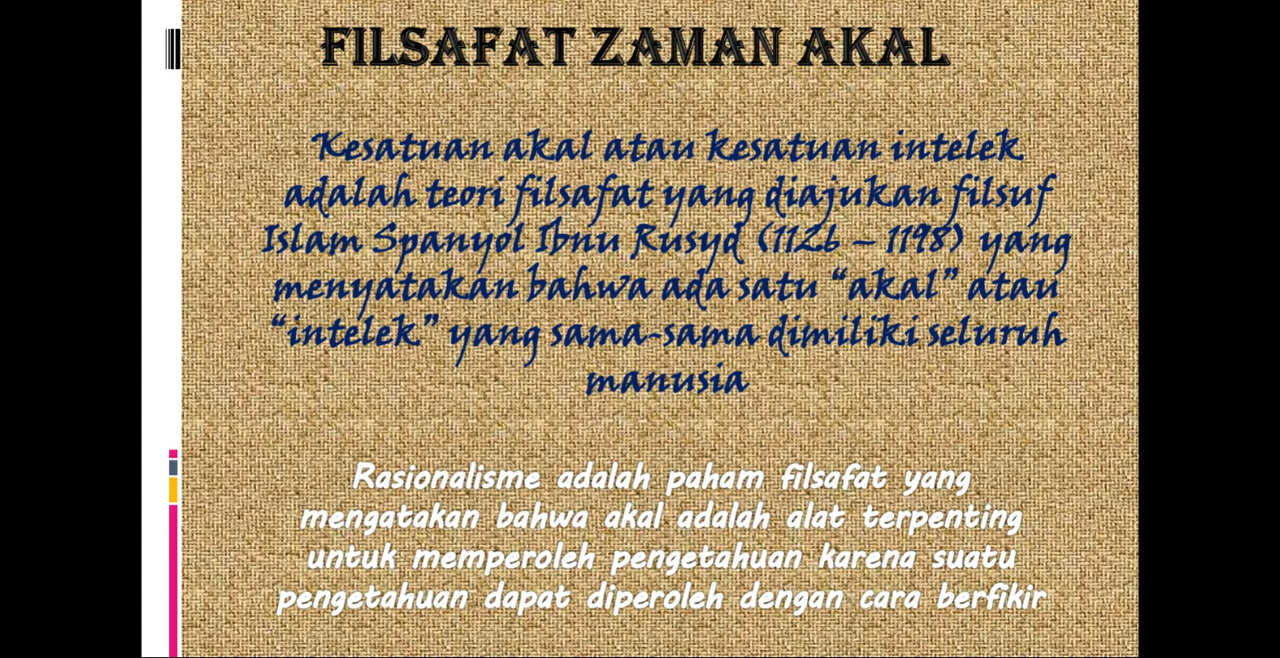 FILSAFAT ZAMAN AKAL
Kesatuan akal atau kesatuan intelek
adalah teori filsafat yang diajukan filsuf
Islam Spanyol Ibnu Rusyd (1126 – 1198) yang
menyatakan bahwa ada satu “akal” atau
“intelek” yang sama-sama dimiliki seluruh
manusia
Rasionalisme adalah paham filsafat yang
mengatakan bahwa akal adalah alat terpenting
untuk memperoleh pengetahuan karena suatu
pengetahuan dapat diperoleh dengan cara berfikir